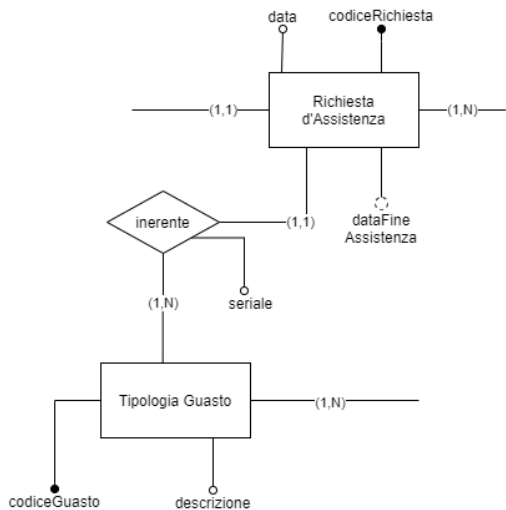 data
codiceRichiesta
Richiesta
d'Assistenza
(1,1)
(1,N)
inerente
(1,1)
dataFine
Assistenza
(1,N)
seriale
Tipologia Guasto
(1,N)
codiceGuasto
descrizione